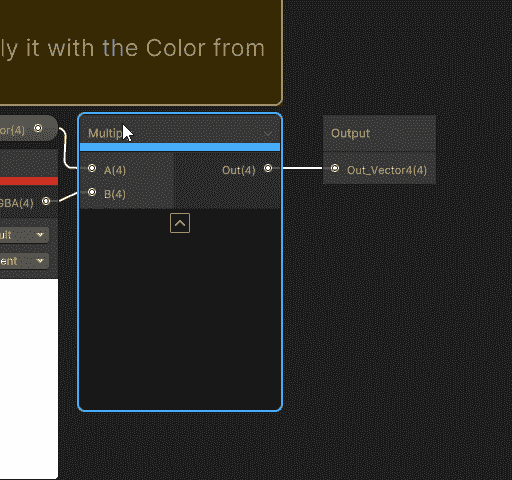 ly it with the Color from
or(4)
Multip
Output
A(4)
Out(4)
Out_Vector4(4)
B(4)
GBA(4)
ult
ent